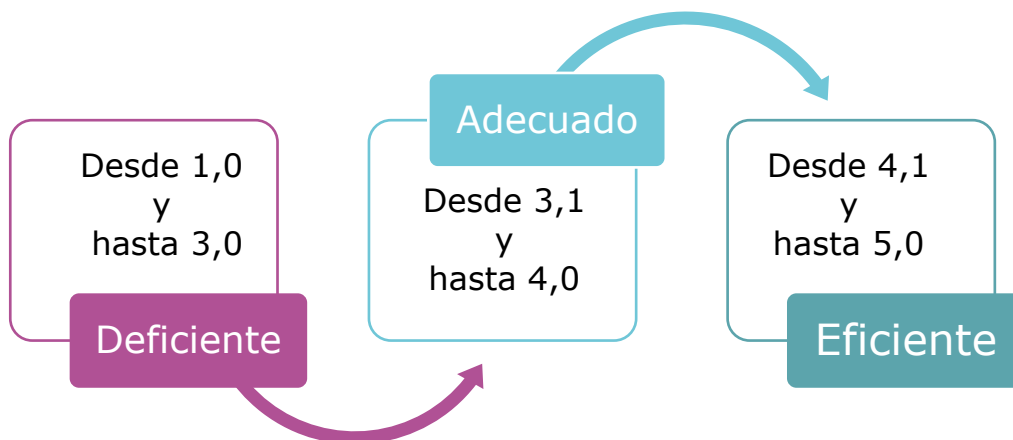 Desde 1,0
y
hasta 3,0
Deficiente
Adecuado
Desde 3,1
y
hasta 4,0
Desde 4,1
y
hasta 5,0
Eficiente